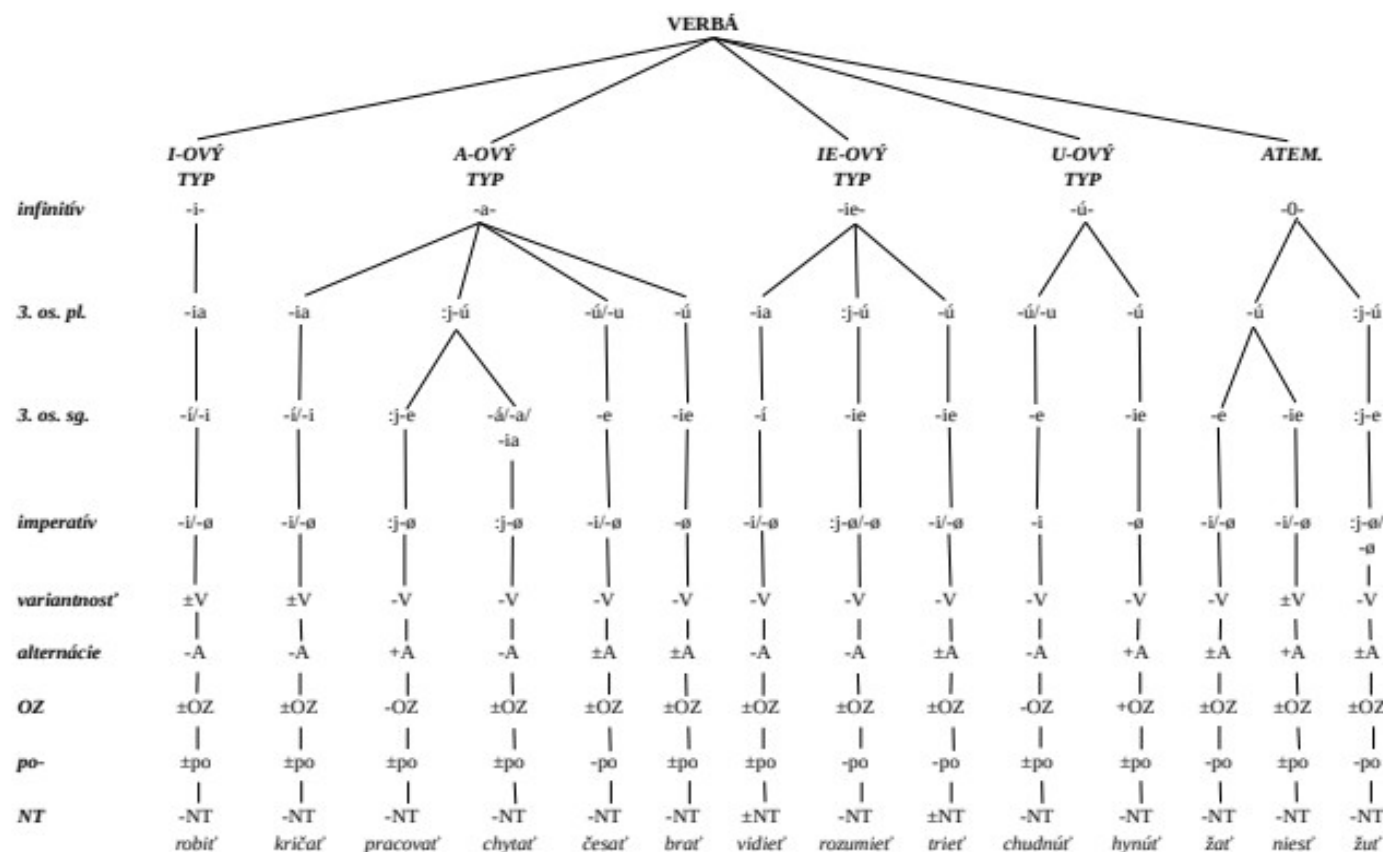 VERBÁ
I-OVÝ A-OVÝ IE-OVÝ U-OVÝ ATEM.
TYP TYP TYP TYP
infinitív -i- -a- -ie- -ú- -0-
3. os. pl. -ia -ia :j-ú -ú/-u -ú -ia :j-ú -ú -ú/-u -ú -ú :j-ú
3. os. sg. -í/-i -í/-i :j-e -á/-a/ -e -ie -í -ie -ie -e -ie -e -ie :j-e
-ia
imperatív -i/-ø -i/-ø :j-ø :j-ø -i/-ø -ø -i/-ø :j-ø/-ø -i/-ø -i -ø -i/-ø -i/-ø :j-ø/
-ø
variantnosť ±V ±V -V -V -V -V -V -V -V -V -V -V ±V -V
alternácie -A -A +A -A ±A ±A -A -A ±A -A +A ±A +A ±A
OZ ±OZ ±OZ -OZ ±OZ ±OZ ±OZ ±OZ ±OZ ±OZ -OZ +OZ ±OZ ±OZ ±OZ
po- ±po ±po ±po ±po -po ±po ±po -po -po ±po ±po -po ±po -po
NT -NT -NT -NT -NT -NT -NT ±NT -NT ±NT -NT -NT -NT -NT -NT
robiť kričať pracovať chytať česať brať vidieť rozumieť trieť chudnúť hynúť žať niesť žuť